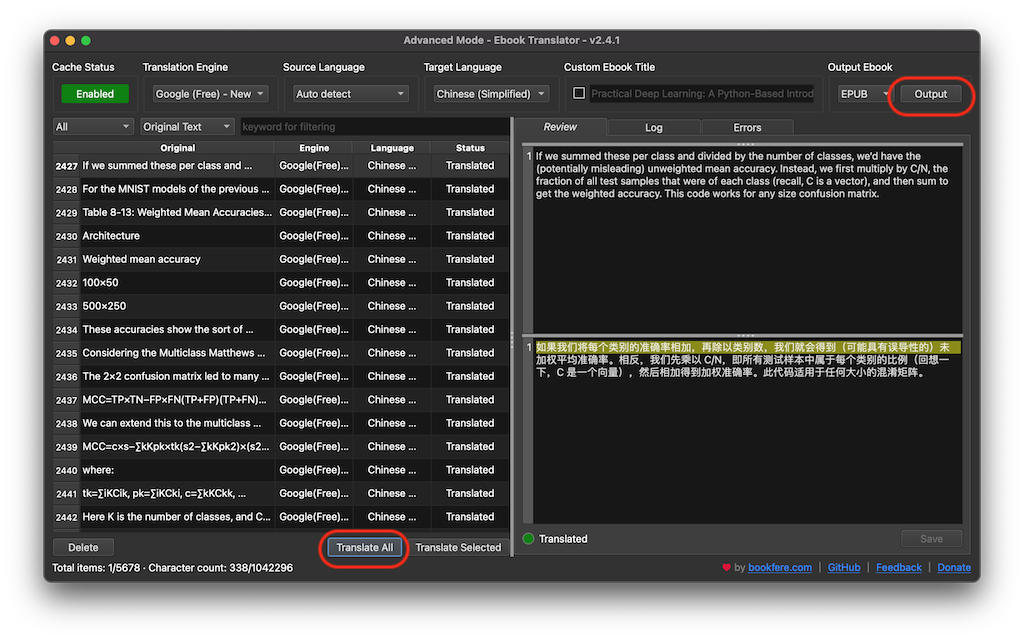 Advanced Mode - Ebook Translator - v2.4.1
Cache Status
Translation Engine
Source Language
Target Language
Custom Ebook Title
Output Ebook
Enabled
Google (Free) - New
Auto detect
Chinese (Simplified)
Practical Deep Learning: A Python-Based Introd
EPUB
Output
All
Original Text
keyword for filtering
Original Engine Language Status
2427 If we summed these per class and ... Google(Free)... Chinese ... Translated
2428 For the MNIST models of the previous ... Google(Free)... Chinese ... Translated
2429 Table 8-13: Weighted Mean Accuracies... Google(Free)... Chinese ... Translated
2430 Architecture Google(Free)... Chinese ... Translated
2431 Weighted mean accuracy Google(Free)... Chinese ... Translated
2432 100×50 Google(Free)... Chinese ... Translated
2433 500×250 Google(Free)... Chinese ... Translated
2434 These accuracies show the sort of ... Google(Free)... Chinese ... Translated
2435 Considering the Multiclass Matthews ... Google(Free)... Chinese ... Translated
2436 The 2×2 confusion matrix led to many ... Google(Free)... Chinese ... Translated
2437 MCC=TP×TN−FP×FN(TP+FP)(TP+FN)... Google(Free)... Chinese ... Translated
2438 We can extend this to the multiclass ... Google(Free)... Chinese ... Translated
2439 MCC=c×s−∑kKpk×tk(s2−∑kKpk2)×(s2... Google(Free)... Chinese ... Translated
2440 where: Google(Free)... Chinese ... Translated
2441 tk=∑iKCik, pk=∑iKCki, c=∑kKCkk, ... Google(Free)... Chinese ... Translated
2442 Here K is the number of classes, and C... Google(Free)... Chinese ... Translated
Delete
Translate All
Translate Selected
Total items: 1/5678 · Character count: 338/1042296
Review
Log
Errors
1 If we summed these per class and divided by the number of classes, we'd have the
(potentially misleading) unweighted mean accuracy. Instead, we first multiply by C/N, the
fraction of all test samples that were of each class (recall, C is a vector), and then sum to
get the weighted accuracy. This code works for any size confusion matrix.
1 如果我们将每个类别的准确率相加，再除以类别数，我们就会得到（可能具有误导性的）未
加权平均准确率。相反，我们先乘以 C/N，即所有测试样本中属于每个类别的比例（回想一
下，C 是一个向量），然后相加得到加权准确率。此代码适用于任何大小的混淆矩阵。
Translated
Save
by bookfere.com | GitHub | Feedback | Donate